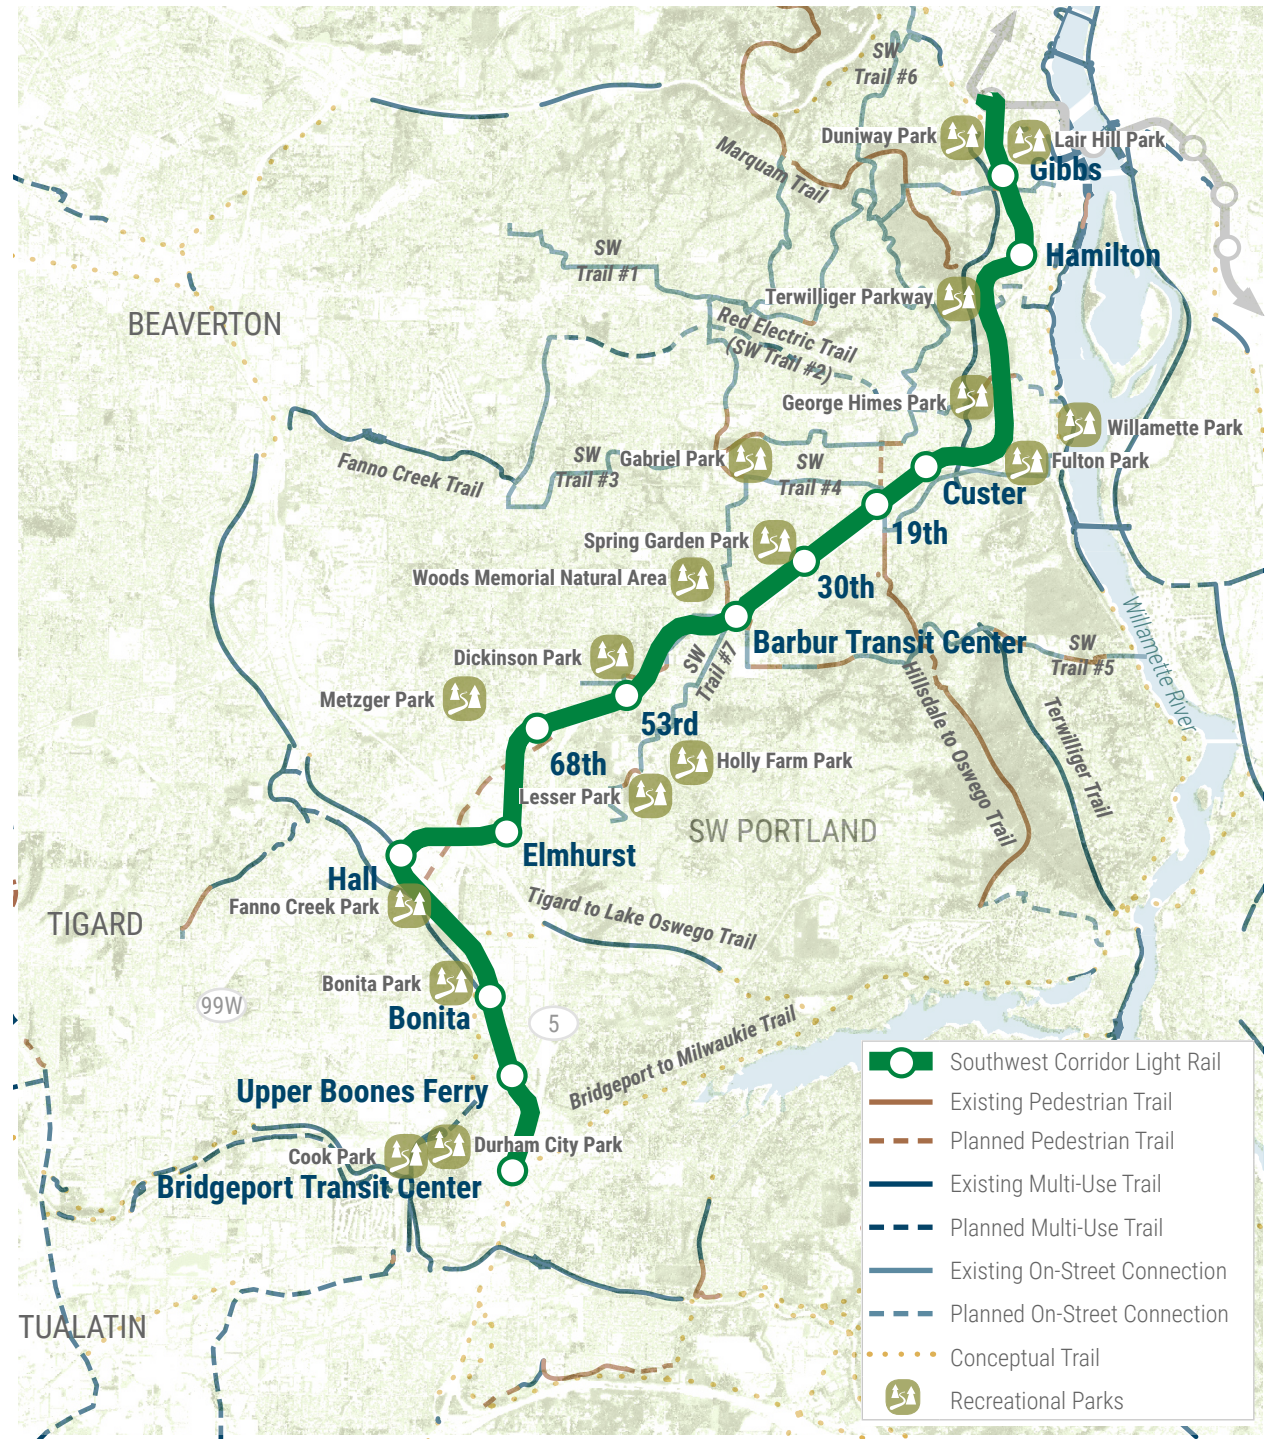 SW
Trail #6
Duniway Park
Lair Hill Park
Gibbs
Marquam Trail
SW
Trail #1
Hamilton
Terwilliger Parkway
BEAVERTON
Red Electric Trail
(SW Trail #2)
George Himes Park
Willamette Park
Fanno Creek Trail
SW
Trail #3
Gabriel Park
SW
Trail #4
Fulton Park
Custer
19th
Spring Garden Park
30th
Woods Memorial Natural Area
Willamette River
Barbur Transit Center
Dickinson Park
SW
Trail #7
SW
Trail #5
Metzger Park
53rd
Hillsdale to Oswego Trail
Terwilliger Trail
68th
Holly Farm Park
Lesser Park
SW PORTLAND
Elmhurst
Hall
Fanno Creek Park
TIGARD
Tigard to Lake Oswego Trail
Bonita Park
99W
Bonita
5
Bridgeport to Milwaukie Trail
Upper Boones Ferry
Durham City Park
Cook Park
Bridgeport Transit Center
TUALATIN
Southwest Corridor Light Rail
Existing Pedestrian Trail
Planned Pedestrian Trail
Existing Multi-Use Trail
Planned Multi-Use Trail
Existing On-Street Connection
Planned On-Street Connection
Conceptual Trail
Recreational Parks